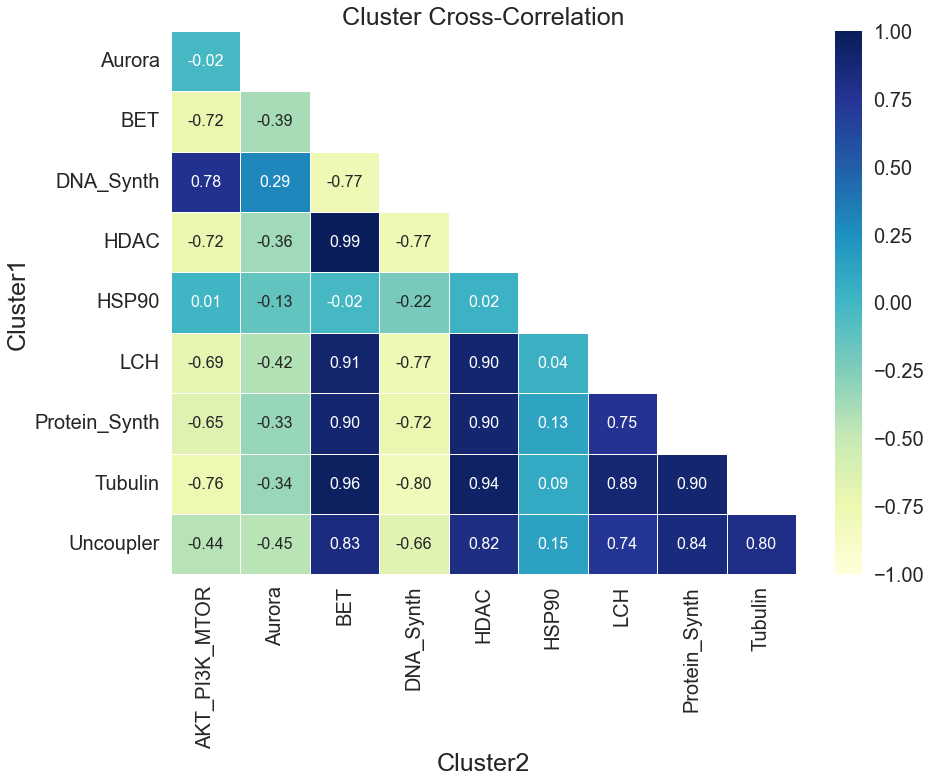 Cluster Cross-Correlation
Cluster1
Aurora -0.02
BET -0.72 -0.39
DNA_Synth 0.78 0.29 -0.77
HDAC -0.72 -0.36 0.99 -0.77
HSP90 0.01 -0.13 -0.02 -0.22 0.02
LCH -0.69 -0.42 0.91 -0.77 0.90 0.04
Protein_Synth -0.65 -0.33 0.90 -0.72 0.90 0.13 0.75
Tubulin -0.76 -0.34 0.96 -0.80 0.94 0.09 0.89 0.90
Uncoupler -0.44 -0.45 0.83 -0.66 0.82 0.15 0.74 0.84 0.80
AKT_PI3K_MTOR
Aurora
BET
DNA_Synth
HDAC
HSP90
LCH
Protein_Synth
Tubulin
Cluster2
1.00
0.75
0.50
0.25
0.00
−0.25
−0.50
−0.75
−1.00